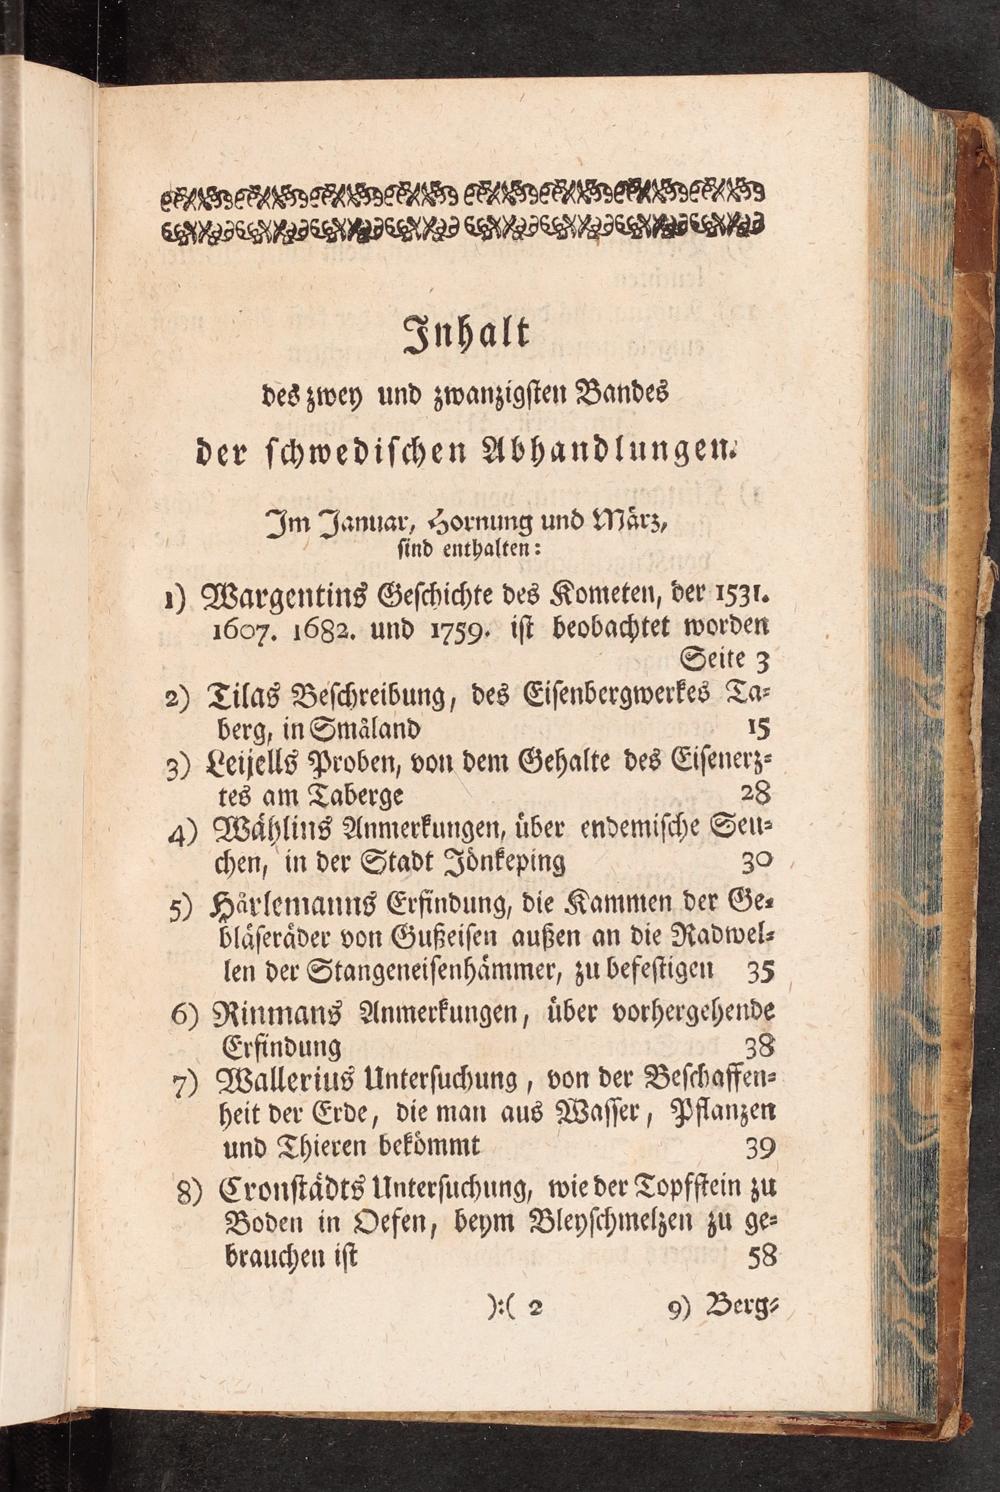 Inhalt
des zwey und zwanzigsten Bandes
der schwedischen Abhandlungen.
Im Januar, Hornung und März,
sind enthalten:
1) Wargentins Geschichte des Kometen, der 1531.
1607. 1682. und 1759. ist beobachtet worden
Seite 3
2) Tilas Beschreibung, des Eisenbergwerkes Ta-
berg, in Småland 15
3) Leijells Proben, von dem Gehalte des Eisenerz-
tes am Taberge 28
4) Wåhlins Anmerkungen, über endemische Seu-
chen, in der Stadt Jönkeping 30
5) Hårlemanns Erfindung, die Kammen der Ge-
bläseräder von Gußeisen außen an die Radwel-
len der Stangeneisenhämmer, zu befestigen 35
6) Rinmans Anmerkungen, über vorhergehende
Erfindung 38
7) Wallerius Untersuchung, von der Beschaffen-
heit der Erde, die man aus Wasser, Pflanzen
und Thieren bekömmt 39
8) Cronstädts Untersuchung, wie der Topfstein zu
Boden in Oefen, beym Bleyschmelzen zu ge-
brauchen ist 58
):( 2 9) Berg-